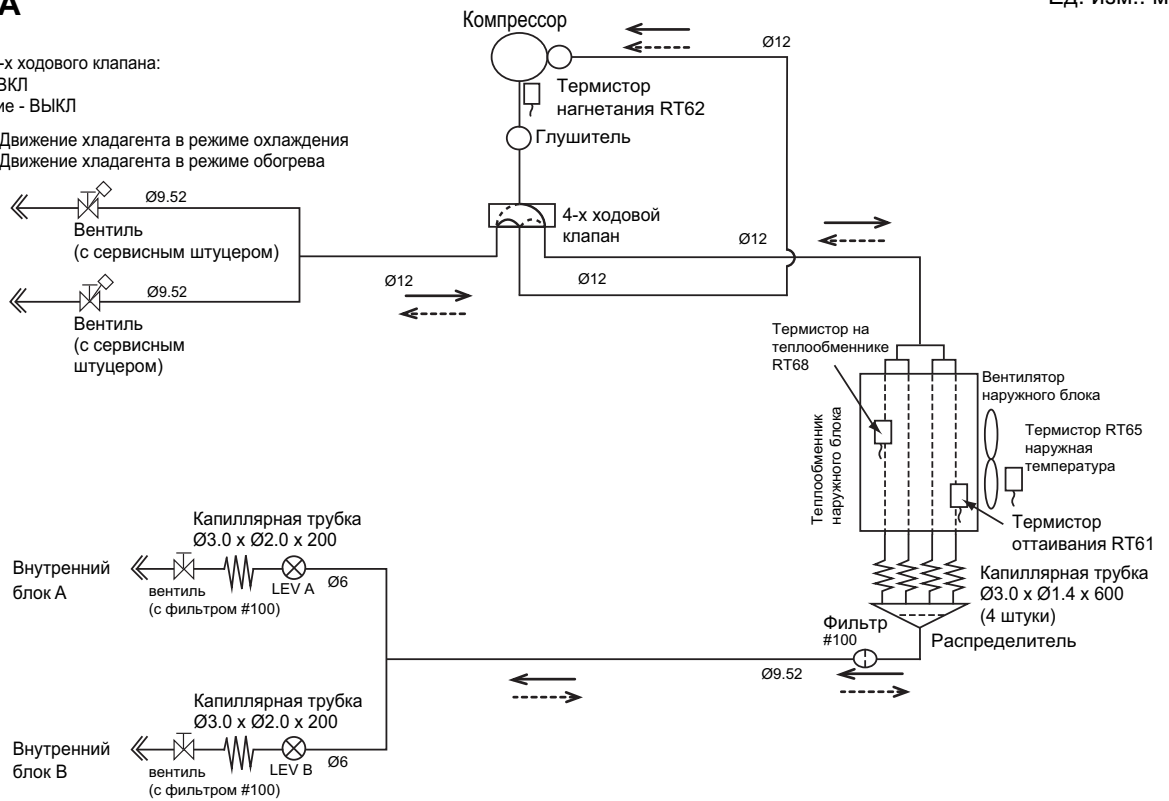 А
Компрессор
Ø12
-х ходового клапана:
ВКЛ
ие - ВЫКЛ
Термистор
нагнетания RT62
Глушитель
Движение хладагента в режиме охлаждения
Движение хладагента в режиме обогрева
Ø9.52
4-х ходовой
клапан
Вентиль
(с сервисным штуцером)
Ø12
Ø12
Ø12
Ø9.52
Вентиль
(с сервисным
штуцером)
Термистор на
теплообменнике
RT68
Вентилятор
наружного блока
Теплообменник
наружного блока
Термистор RT65
наружная
температура
Термистор
оттаивания RT61
Капиллярная трубка
Ø3.0 x Ø1.4 x 600
(4 штуки)
Фильтр
#100
Распределитель
Ø9.52
Капиллярная трубка
Ø3.0 x Ø2.0 x 200
Внутренний
блок А
LEV A
Ø6
вентиль
(с фильтром #100)
Капиллярная трубка
Ø3.0 x Ø2.0 x 200
Внутренний
блок В
LEV B
Ø6
вентиль
(с фильтром #100)